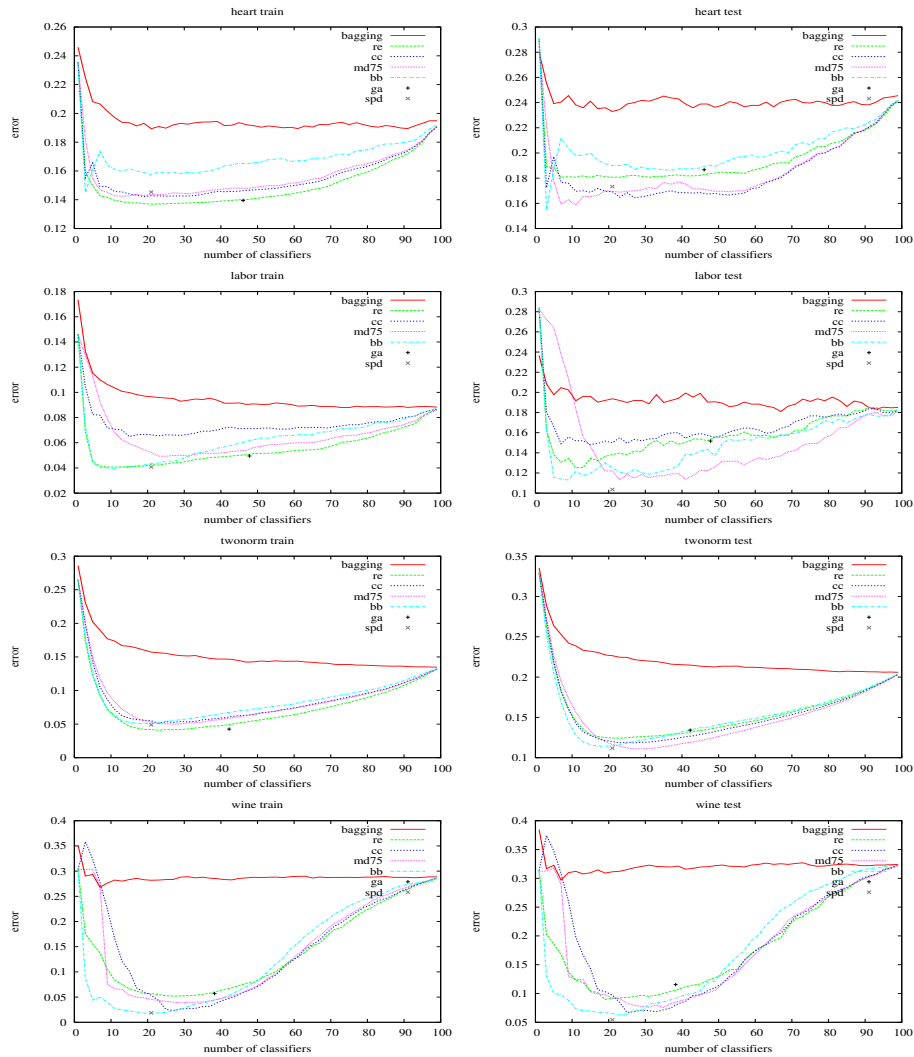 heart train
0.26
0.24
0.22
0.2
0.18
0.16
0.14
0.12
error
0 10 20 30 40 50 60 70 80 90 100
number of classifiers
bagging
re
cc
md75
bb
ga
spd
heart test
0.3
0.28
0.26
0.24
0.22
0.2
0.18
0.16
0.14
error
0 10 20 30 40 50 60 70 80 90 100
number of classifiers
bagging
re
cc
md75
bb
ga
spd
labor train
0.18
0.16
0.14
0.12
0.1
0.08
0.06
0.04
0.02
error
0 10 20 30 40 50 60 70 80 90 100
number of classifiers
bagging
re
cc
md75
bb
ga
spd
labor test
0.3
0.28
0.26
0.24
0.22
0.2
0.18
0.16
0.14
0.12
0.1
error
0 10 20 30 40 50 60 70 80 90 100
number of classifiers
bagging
re
cc
md75
bb
ga
spd
twonorm train
0.3
0.25
0.2
0.15
0.1
0.05
0
error
0 10 20 30 40 50 60 70 80 90 100
number of classifiers
bagging
re
cc
md75
bb
ga
spd
twonorm test
0.35
0.3
0.25
0.2
0.15
0.1
error
0 10 20 30 40 50 60 70 80 90 100
number of classifiers
bagging
re
cc
md75
bb
ga
spd
wine train
0.4
0.35
0.3
0.25
0.2
0.15
0.1
0.05
0
error
0 10 20 30 40 50 60 70 80 90 100
number of classifiers
bagging
re
cc
md75
bb
ga
spd
wine test
0.4
0.35
0.3
0.25
0.2
0.15
0.1
0.05
error
0 10 20 30 40 50 60 70 80 90 100
number of classifiers
bagging
re
cc
md75
bb
ga
spd